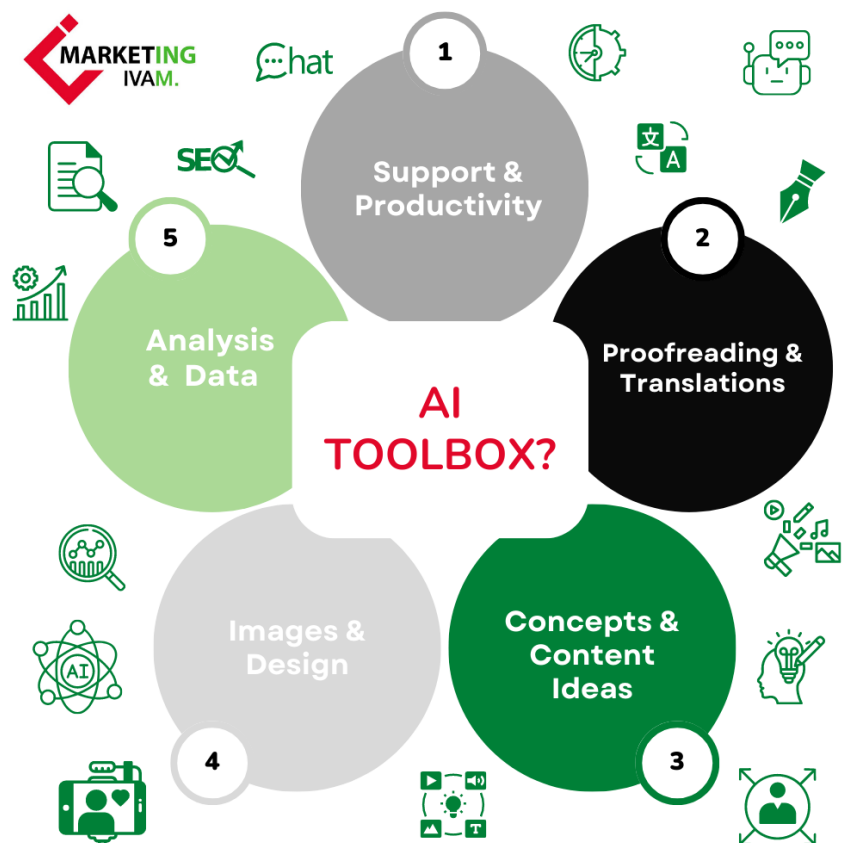 MARKETING
IVAM.
Chat
1
SEO
文
A
Support &
Productivity
5
2
Analysis
& Data
Proofreading &
Translations
AI
TOOLBOX?
Images &
Design
Concepts &
Content
Ideas
AI
4
3
T